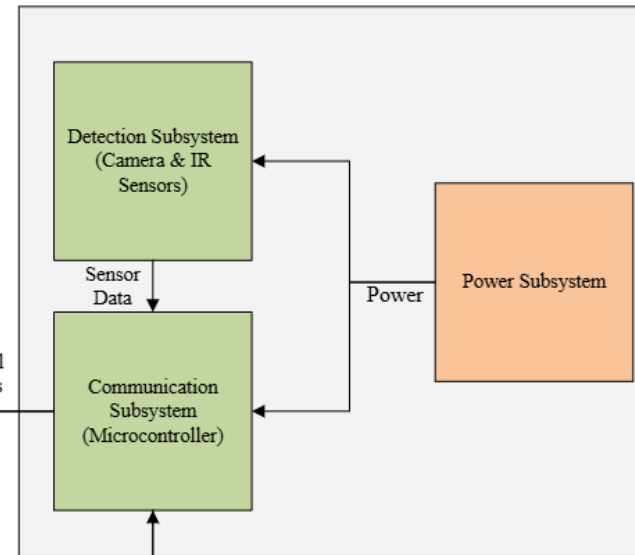 Detection Subsystem
(Camera & IR
Sensors)
Sensor
Data
Power
Power Subsystem
Communication
Subsystem
(Microcontroller)